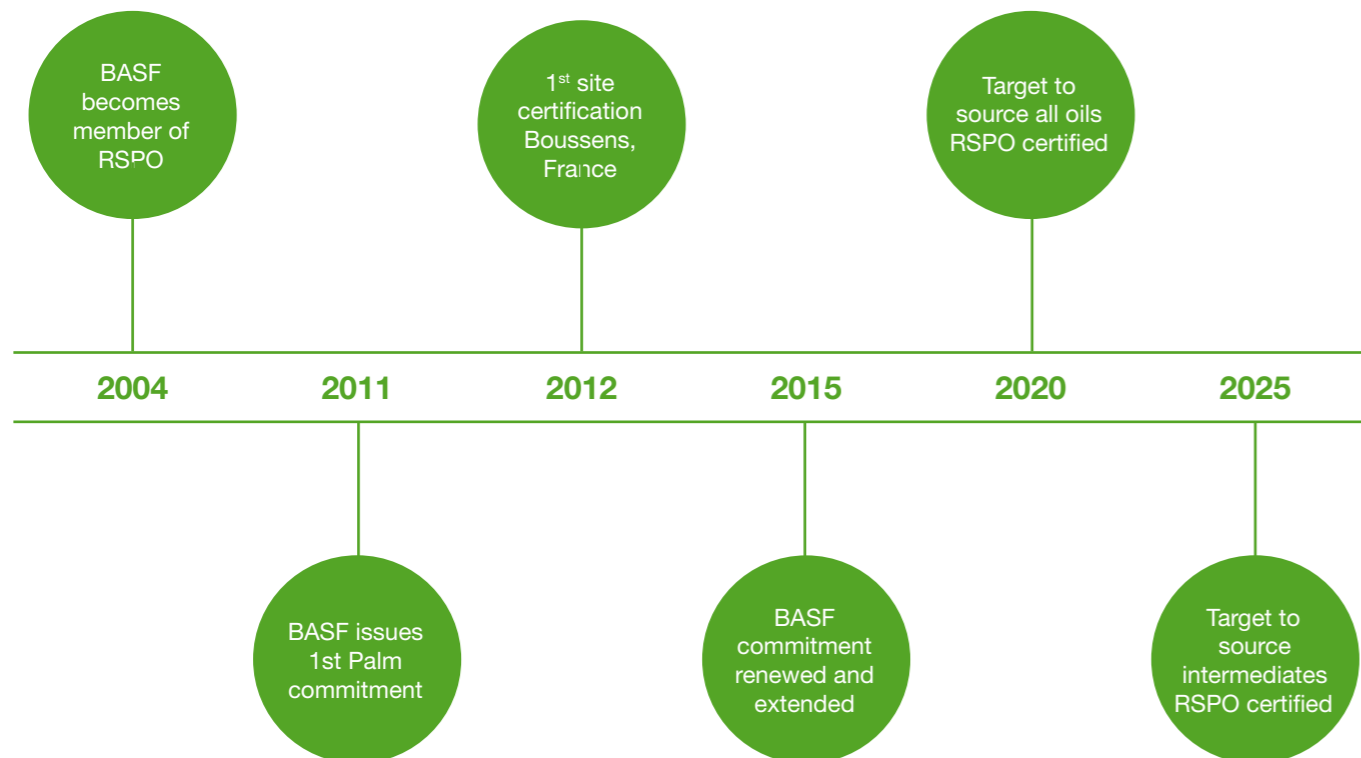 BASF
becomes
member of
RSPO
1st site
certification
Boussens,
France
Target to
source all oils
RSPO certified
2004 2011 2012 2015 2020 2025
BASF issues
1st Palm
commitment
BASF
commitment
renewed and
extended
Target to
source
intermediates
RSPO certified